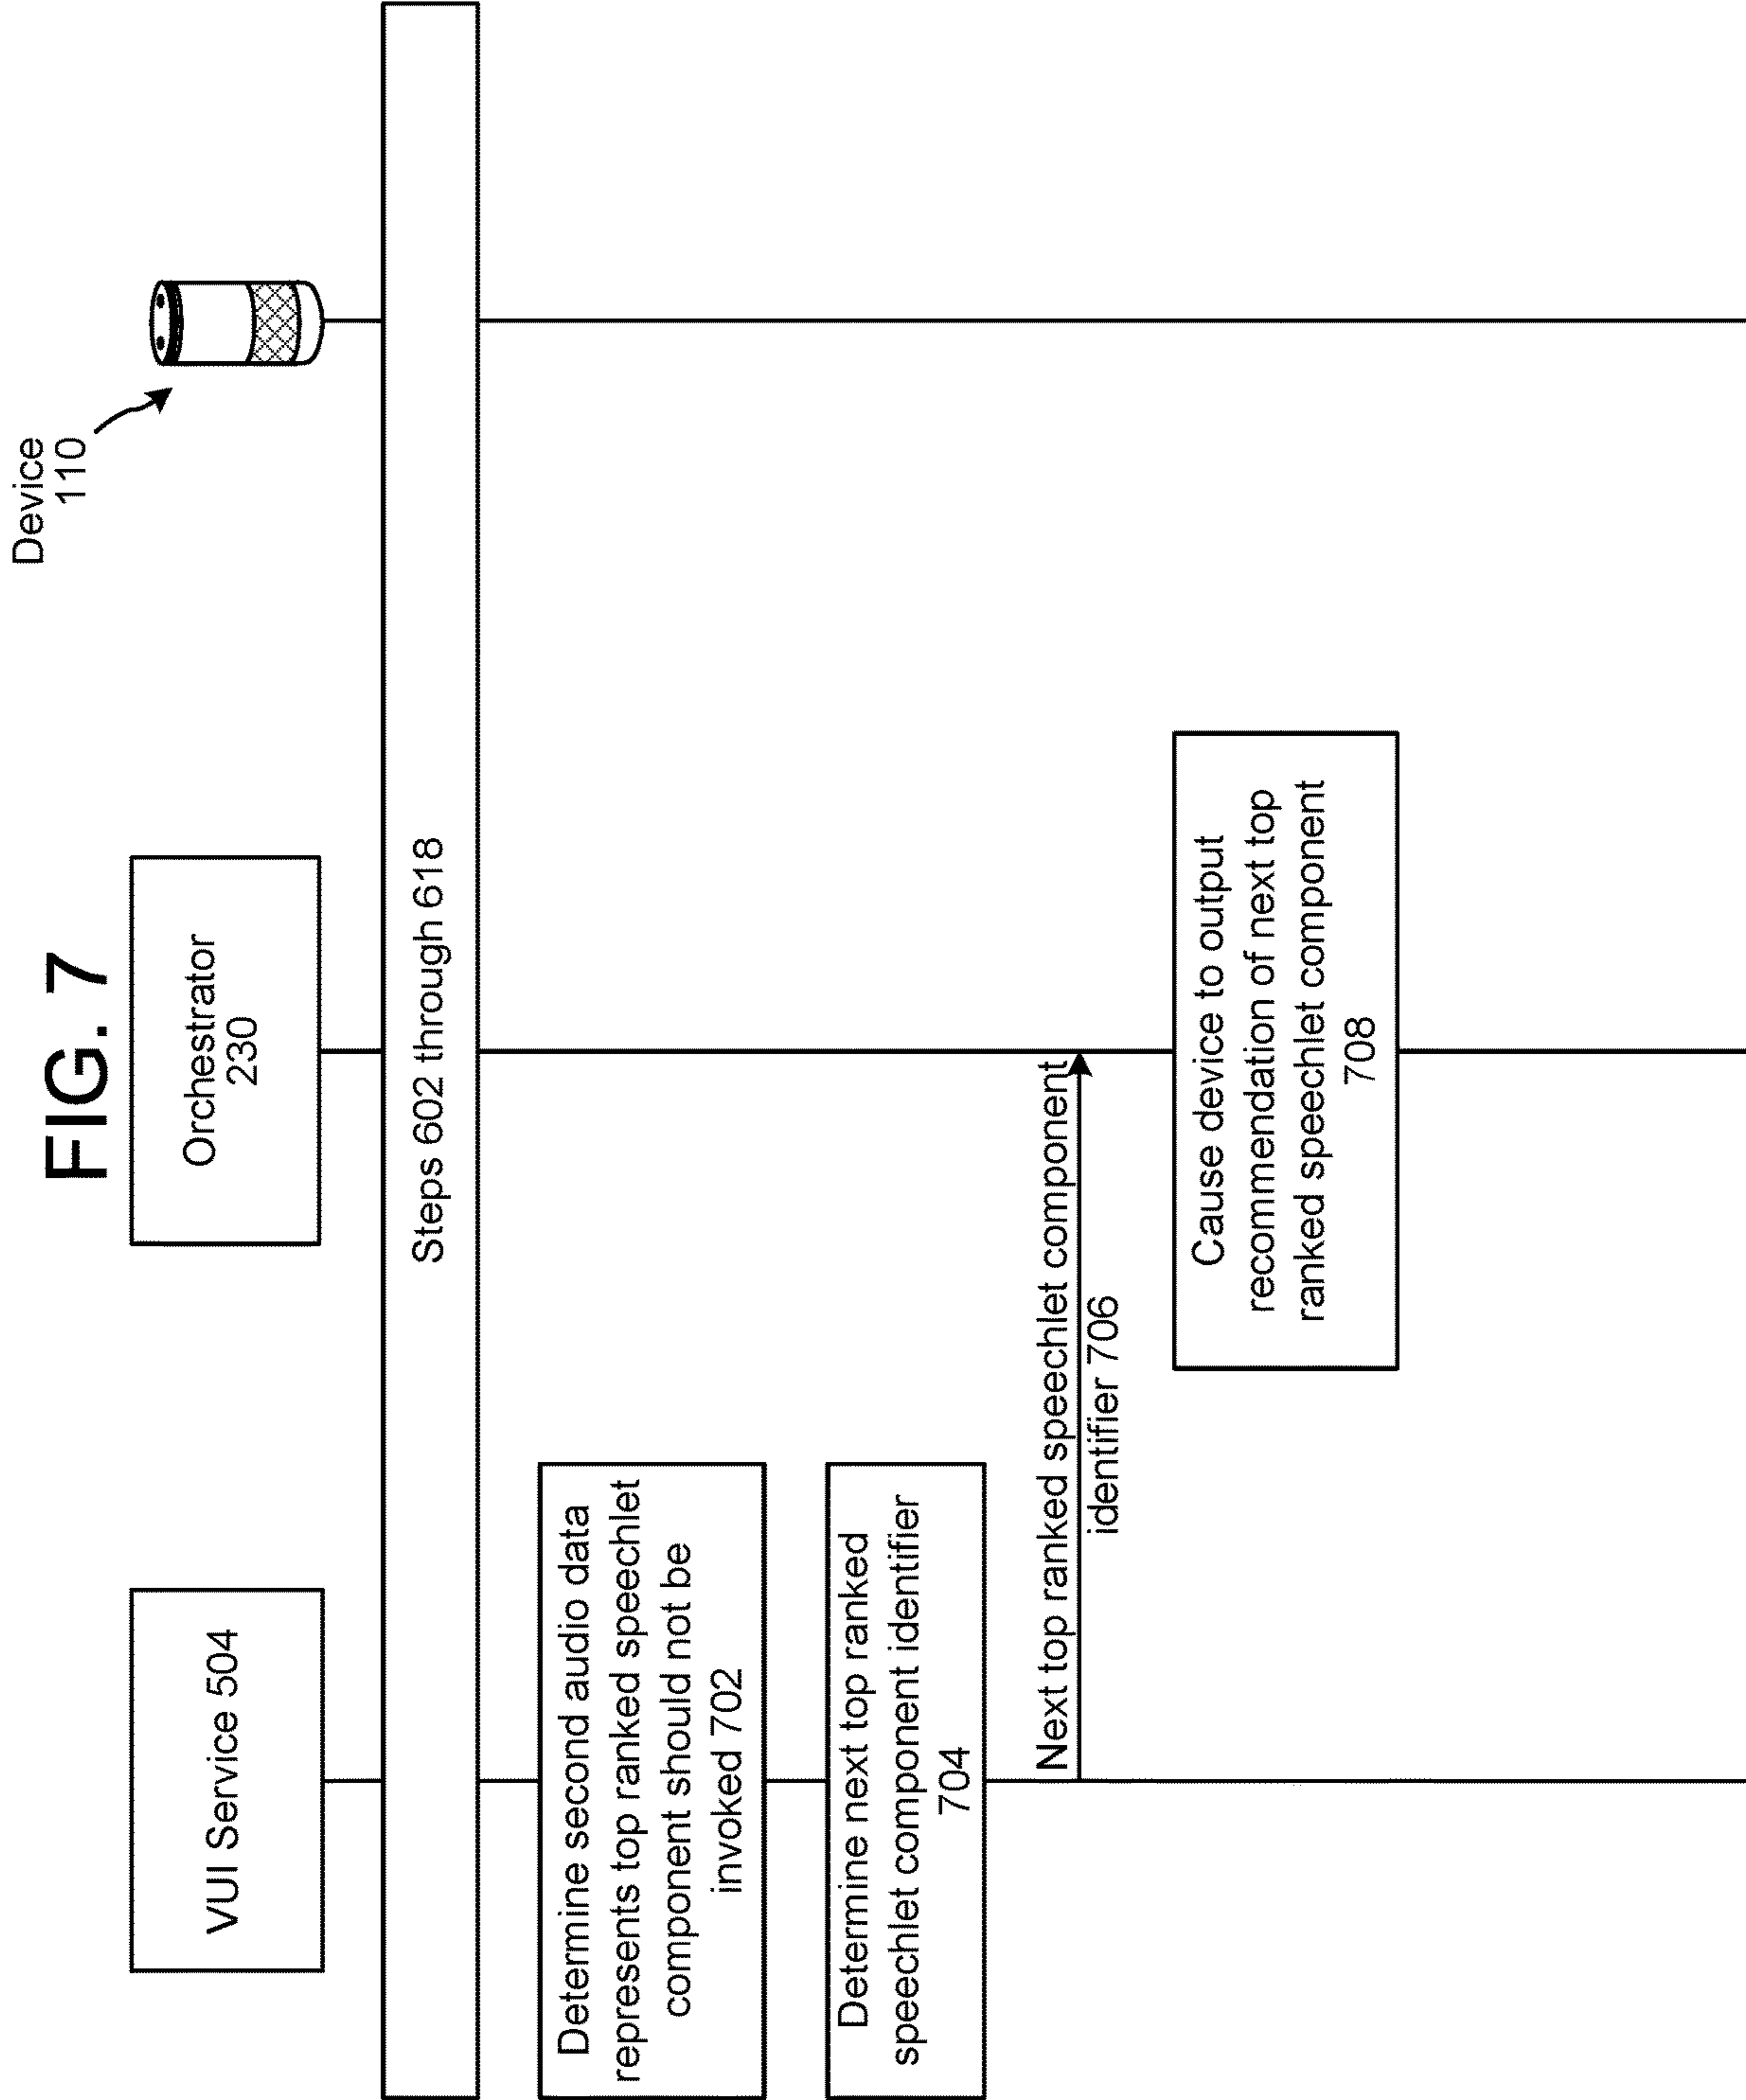 FIG. 7
VUI Service 504
Orchestrator
230
Device
110
Steps 602 through 618
Determine second audio data
represents top ranked speechlet
component should not be
invoked 702
Determine next top ranked
speechlet component identifier
704
Next top ranked speechlet component
identifier 706
Cause device to output
recommendation of next top
ranked speechlet component
708